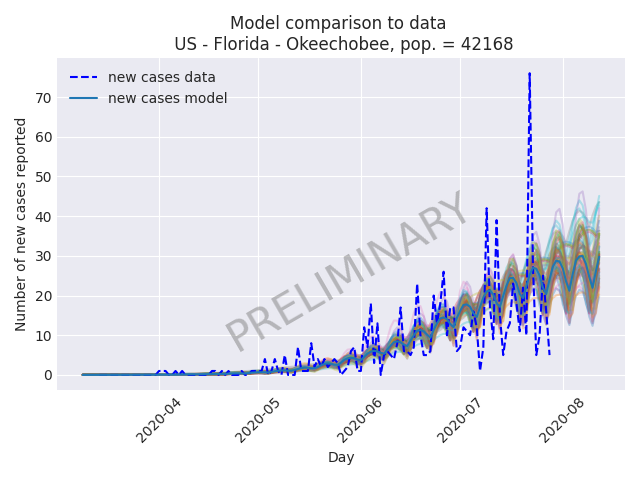 Model comparison to data
US - Florida - Okeechobee, pop. = 42168
new cases data
new cases model
PRELIMINARY
Number of new cases reported
70
60
50
40
30
20
10
0
2020-04
2020-05
2020-06
2020-07
2020-08
Day